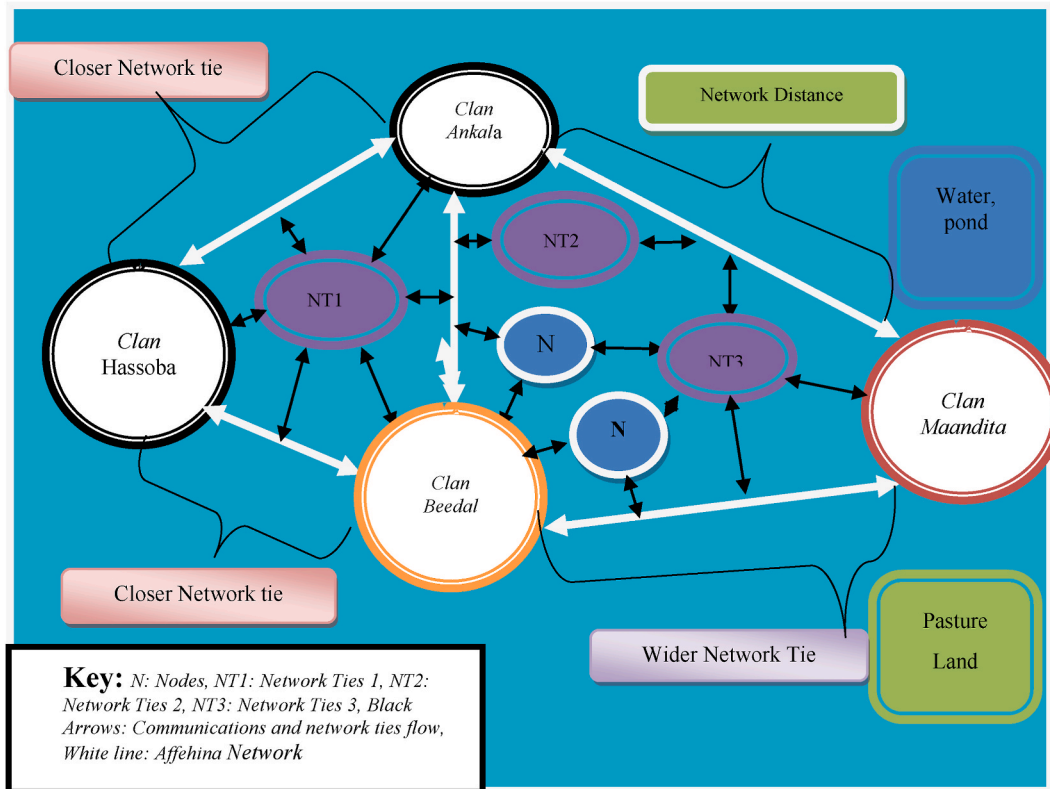 Closer Network tie
Clan
Ankala
Network Distance
Water,
pond
NT2
NT1
Clan
Hassoba
N
NT3
Clan
Maandita
N
Clan
Beedal
Closer Network tie
Wider Network Tie
Pasture
Land
Key: N: Nodes, NT1: Network Ties 1, NT2:
Network Ties 2, NT3: Network Ties 3, Black
Arrows: Communications and network ties flow,
White line: Affehina Network